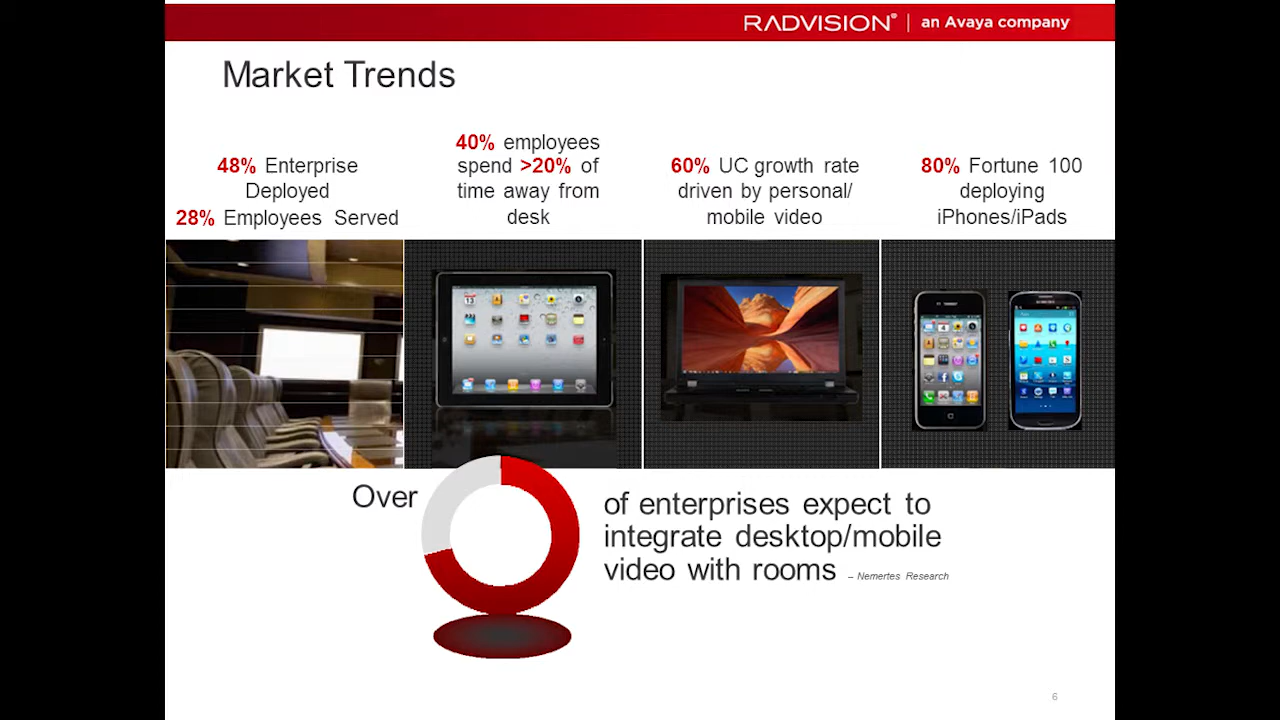 RADVISION® | an Avaya company
Market Trends
48% Enterprise
Deployed
28% Employees Served
40% employees
spend >20% of
time away from
desk
60% UC growth rate
driven by personal/
mobile video
80% Fortune 100
deploying
iPhones/iPads
Over
of enterprises expect to
integrate desktop/mobile
video with rooms – Nemertes Research
6